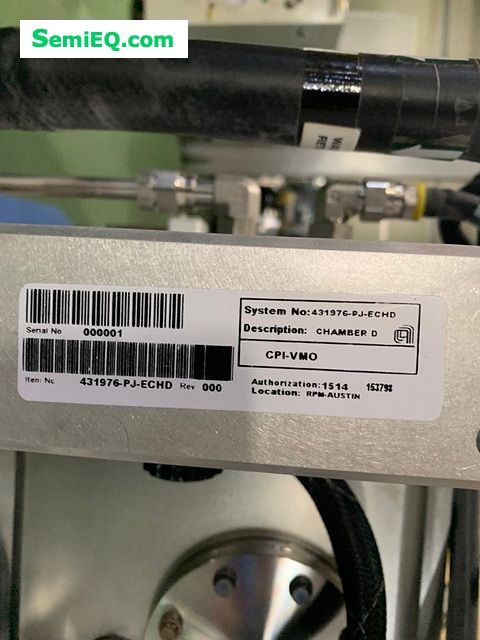 SemiEQ.com
Serial No 000001
Item No 431976-PJ-ECHD Rev 000
System No: 431976-PJ-ECHD
Description: CHAMBER D
CPI-VMO
Authorization: 1514 153798
Location: RPM-AUSTIN